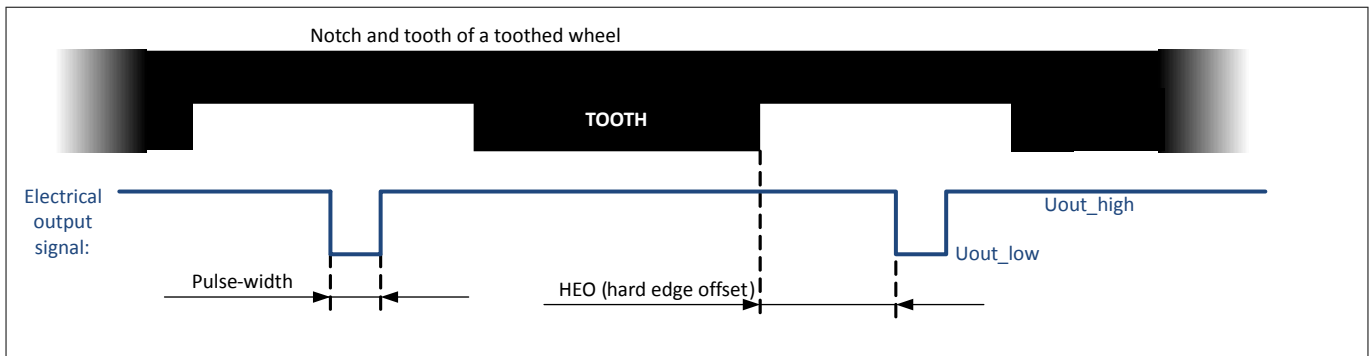 Notch and tooth of a toothed wheel
TOOTH
Electrical
output
signal:
Uout_high
Uout_low
Pulse-width
HEO (hard edge offset)